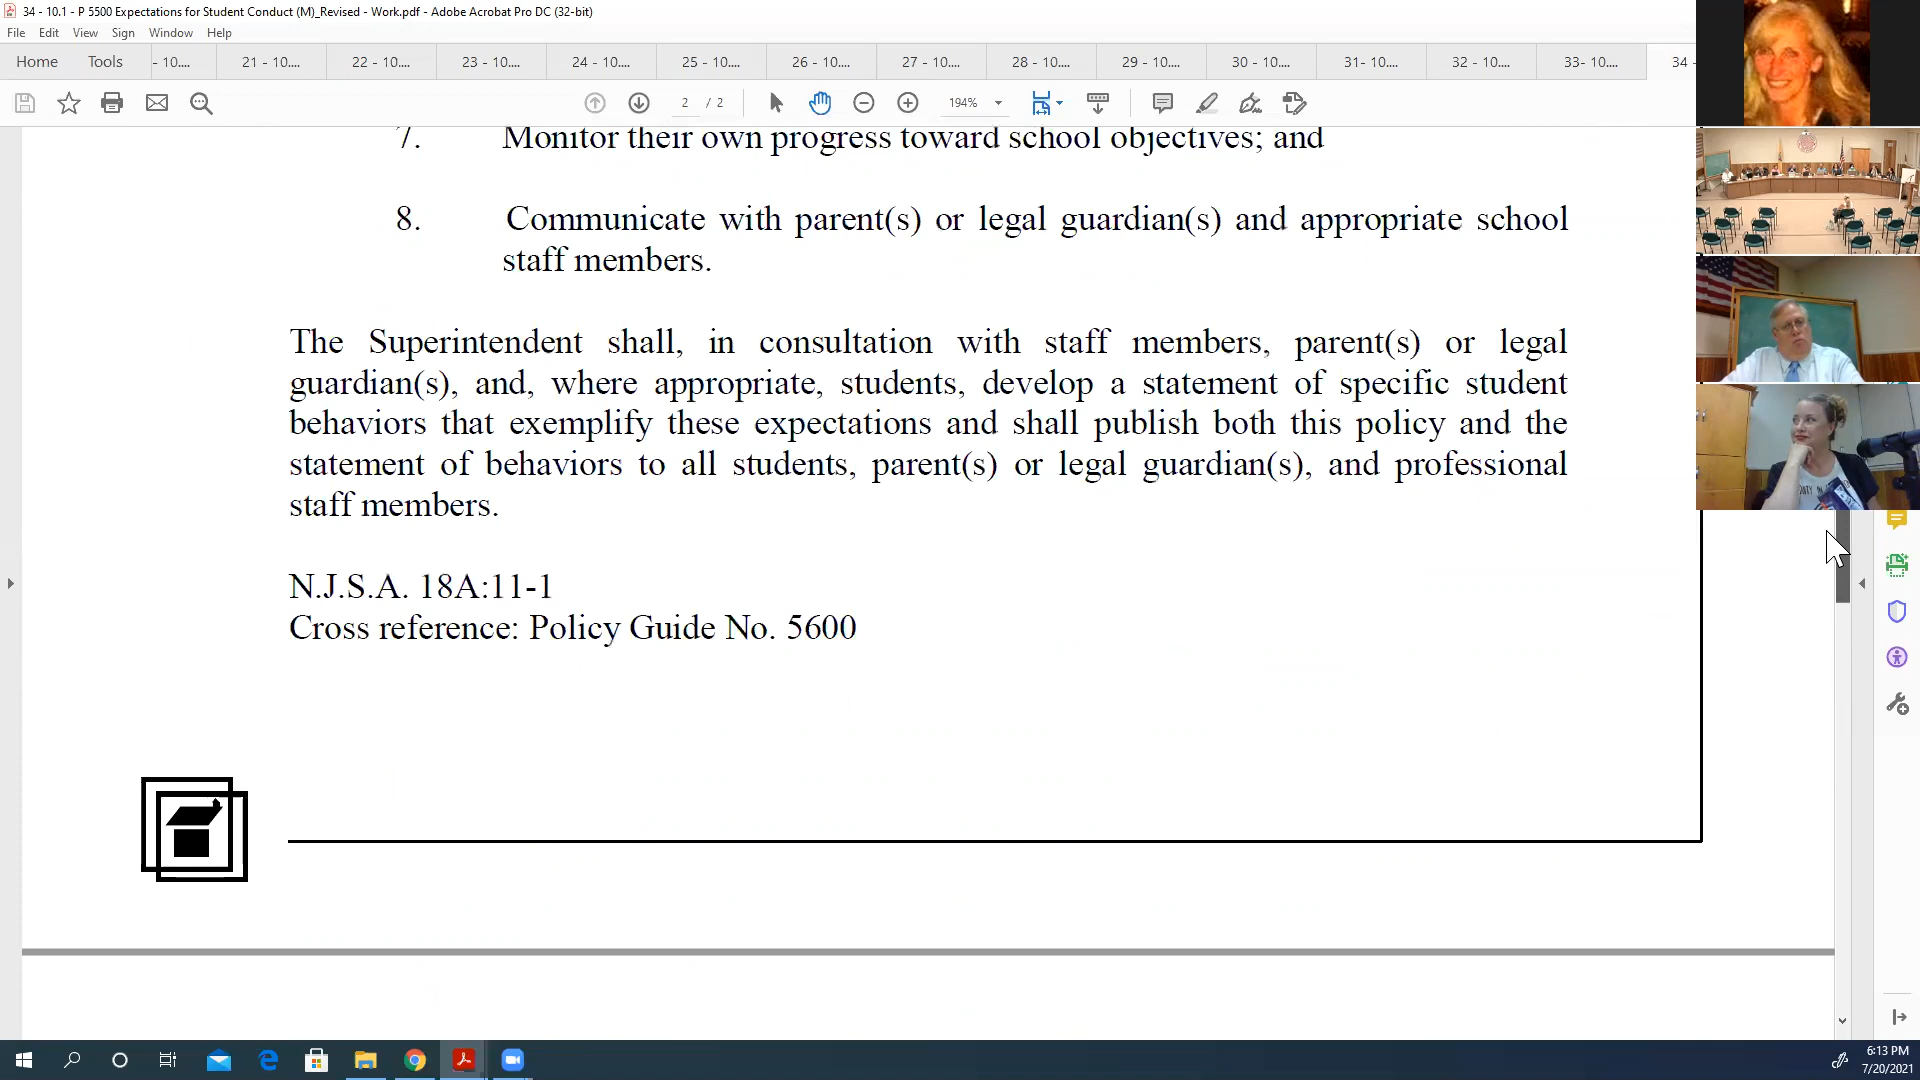 34 - 10.1 - P 5500 Expectations for Student Conduct (M)_Revised - Work.pdf - Adobe Acrobat Pro DC (32-bit)
File Edit View Sign Window Help
Home Tools - 10.... 21 - 10.... 22 - 10.... 23 - 10.... 24 - 10.... 25 - 10.... 26 - 10.... 27 - 10.... 28 - 10.... 29 - 10.... 30 - 10.... 31- 10.... 32 - 10.... 33- 10.... 34 -
2 / 2 194%
7. Monitor their own progress toward school objectives; and
8. Communicate with parent(s) or legal guardian(s) and appropriate school
staff members.
The Superintendent shall, in consultation with staff members, parent(s) or legal
guardian(s), and, where appropriate, students, develop a statement of specific student
behaviors that exemplify these expectations and shall publish both this policy and the
statement of behaviors to all students, parent(s) or legal guardian(s), and professional
staff members.
N.J.S.A. 18A:11-1
Cross reference: Policy Guide No. 5600
6:13 PM
7/20/2021